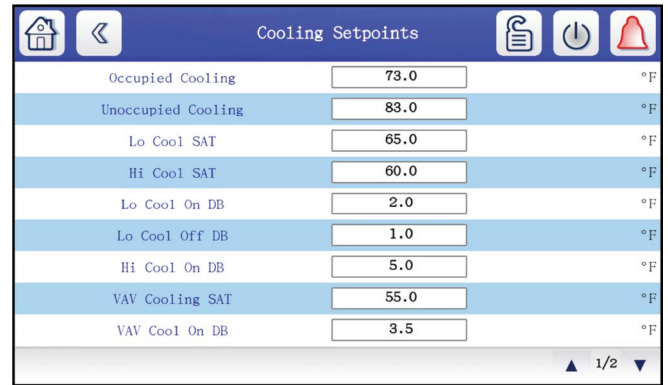 Cooling Setpoints
Occupied Cooling 73.0 °F
Unoccupied Cooling 83.0 °F
Lo Cool SAT 65.0 °F
Hi Cool SAT 60.0 °F
Lo Cool On DB 2.0 °F
Lo Cool Off DB 1.0 °F
Hi Cool On DB 5.0 °F
VAV Cooling SAT 55.0 °F
VAV Cool On DB 3.5 °F
▲ 1/2 ▼